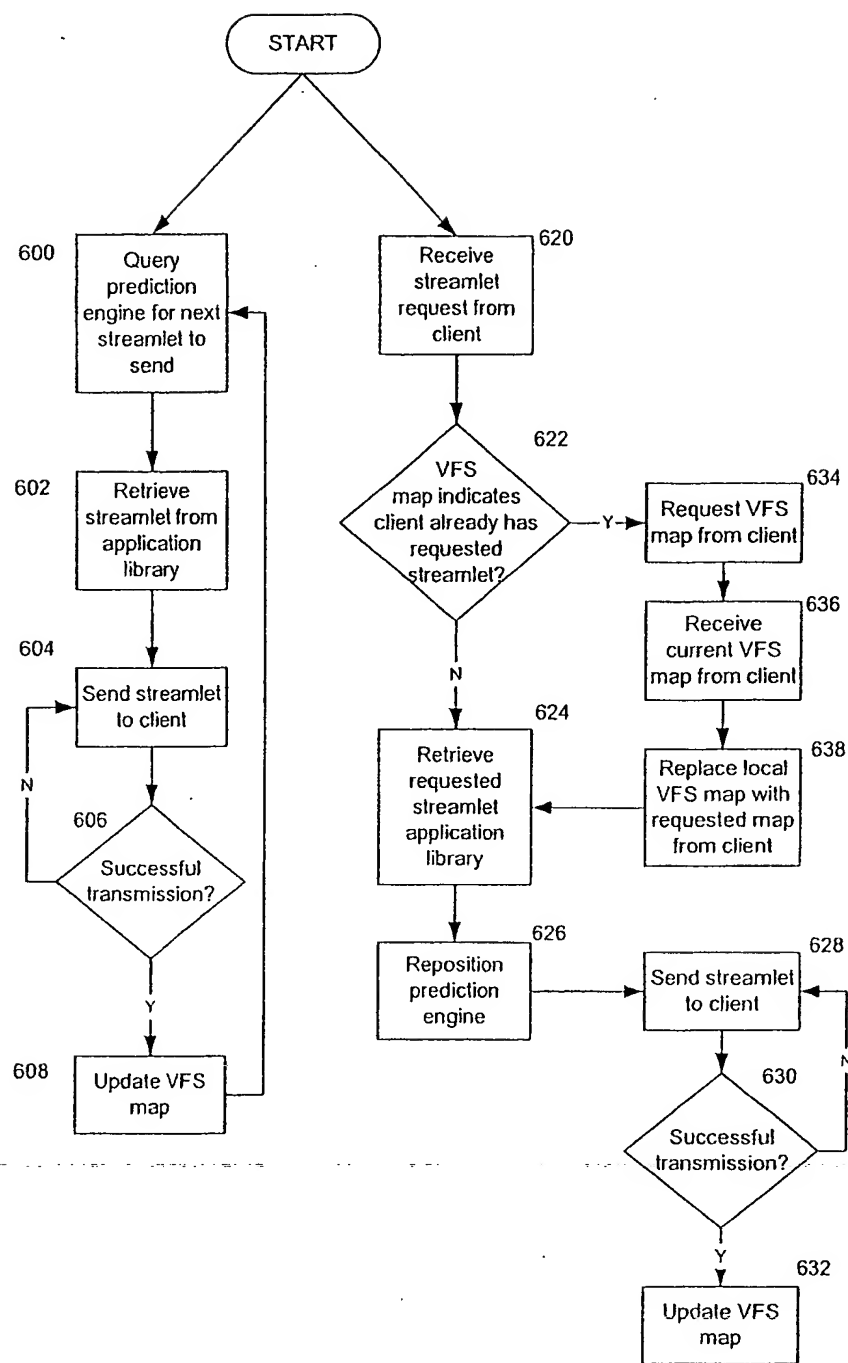 START
600
Query
prediction
engine for next
streamlet to
send
602
Retrieve
streamlet from
application
library
604
Send streamlet
to client
N
606
Successful
transmission?
Y
608
Update VFS
map
620
Receive
streamlet
request from
client
622
VFS
map indicates
client already has
requested
streamlet?
Y
N
634
Request VFS
map from client
636
Receive
current VFS
map from client
638
Replace local
VFS map with
requested map
from client
624
Retrieve
requested
streamlet
application
library
626
Reposition
prediction
engine
628
Send streamlet
to client
N
630
Successful
transmission?
Y
632
Update VFS
map